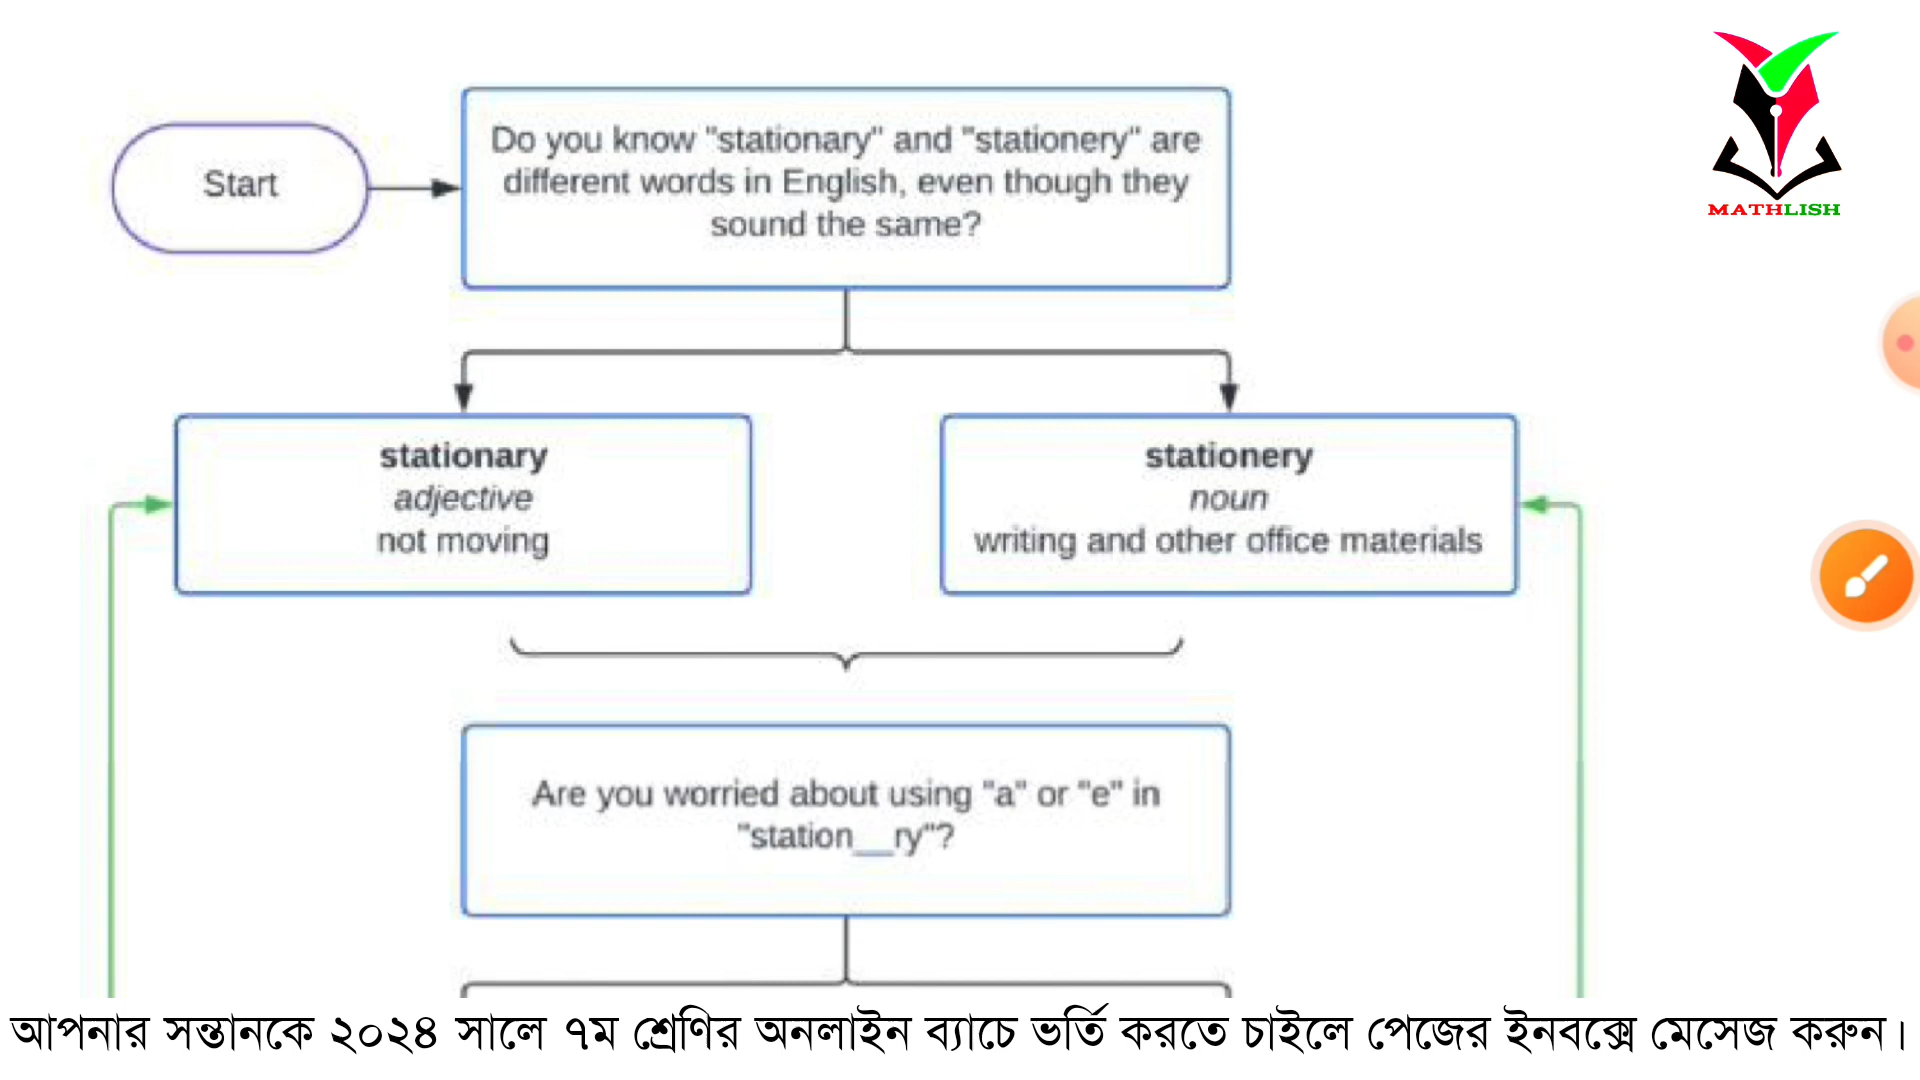 Start
Do you know "stationary" and "stationery" are
different words in English, even though they
sound the same?
MATHLISH
stationary
adjective
not moving
stationery
noun
writing and other office materials
Are you worried about using "a" or "e" in
"station__ry"?
আপনার সন্তানকে ২০২৪ সালে ৭ম শ্রেণির অনলাইন ব্যাচে ভর্তি করতে চাইলে পেজের ইনবক্সে মেসেজ করুন।